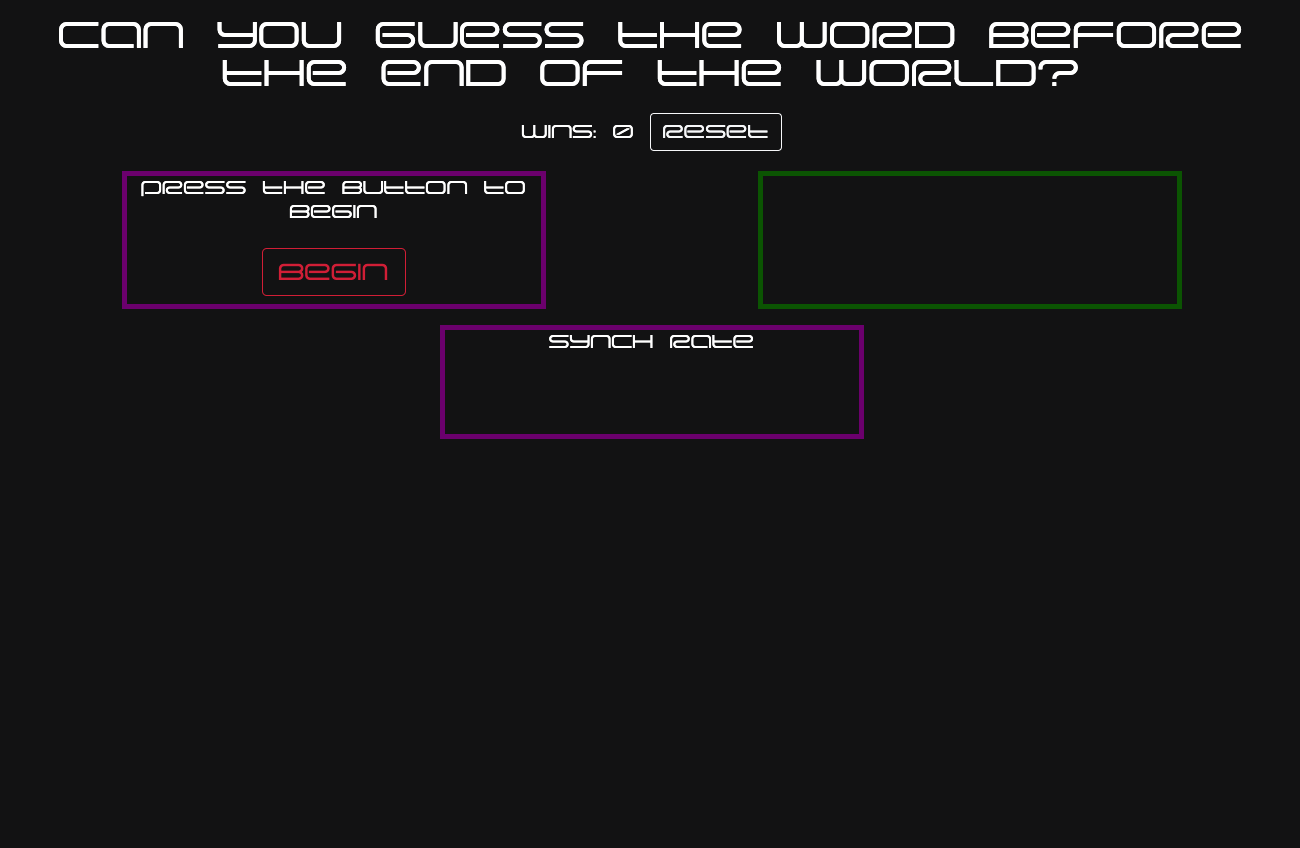 Can you guess the word before
the end of the world?
Wins: 0 Reset
Press the button to
begin
Begin
Synch Rate